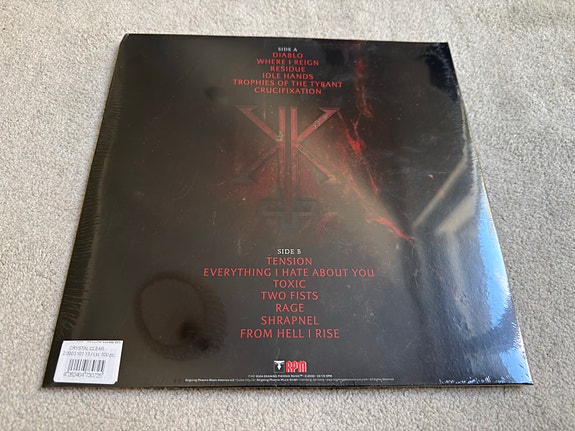 SIDE A
DIABLO
WHERE I REIGN
RESIDUE
IDLE HANDS
TROPHIES OF THE TYRANT
CRUCIFIXATION
KK
SIDE B
TENSION
EVERYTHING I HATE ABOUT YOU
TOXIC
TWO FISTS
RAGE
SHRAPNEL
FROM HELL I RISE
RPM
CRYSTAL CLEAR